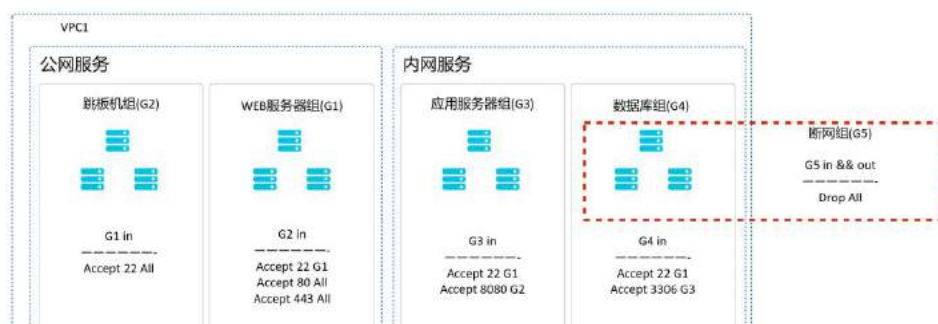 VPC1
公网服务
内网服务
跳板机组(G2)
WEB服务器组(G1)
应用服务器组(G3)
数据库组(G4)
断网组(G5)
G5 in && out
——————-
Drop All
G1 in
——————-
Accept 22 All
G2 in
——————-
Accept 22 G1
Accept 80 All
Accept 443 All
G3 in
——————-
Accept 22 G1
Accept 8080 G2
G4 in
——————-
Accept 22 G1
Accept 3306 G3